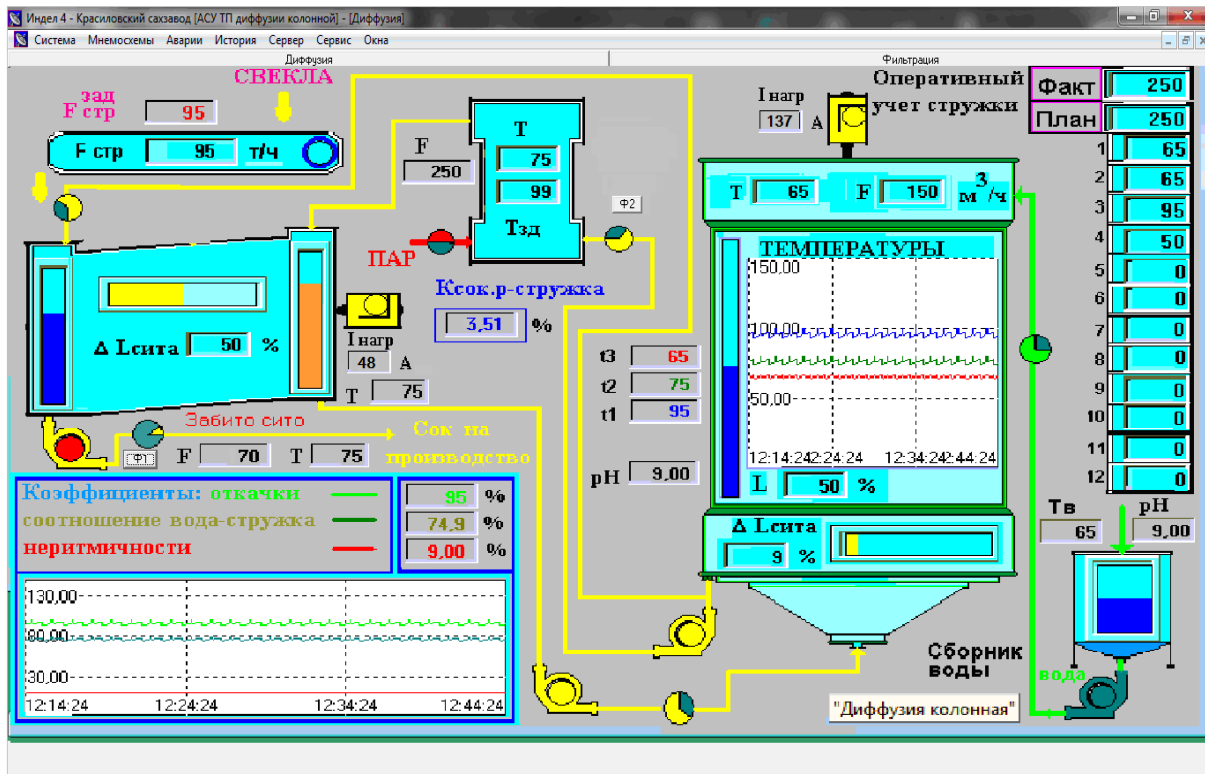 Индел 4 - Красиловский сахзавод [АСУ ТП диффузии колонной] - [Диффузия]
Система Мнемосхемы Аварии История Сервер Сервис Окна
Диффузия Фильтрация
СВЕКЛА
зад
F стр 95
F стр 95 т/ч
F
250
T
75
99
Тзд
Ф2
ПАР
Ксок.р-стружка
3,51 %
I нагр
137 А
Оперативный
учет стружки
Факт 250
План 250
1 65
2 65
3 95
4 50
5 0
6 0
7 0
8 0
9 0
10 0
11 0
12 0
T 65 F 150 м³/ч
ТЕМПЕРАТУРЫ
150,00
100,00
50,00
12:14:24 2:24:24 12:34:24 2:44:24
L 50 %
Δ Lсита 50 %
I нагр
48 А
T 75
t3 65
t2 75
t1 95
pH 9,00
Забито сито
Ф1
F 70 T 75
Сок на
производство
Коэффициенты: откачки 95 %
соотношение вода-стружка 74,9 %
неритмичности 9,00 %
130,00
80,00
30,00
12:14:24 12:24:24 12:34:24 12:44:24
Δ Lсита
9 %
Тв pH
65 9,00
Сборник
воды
вода
"Диффузия колонная"